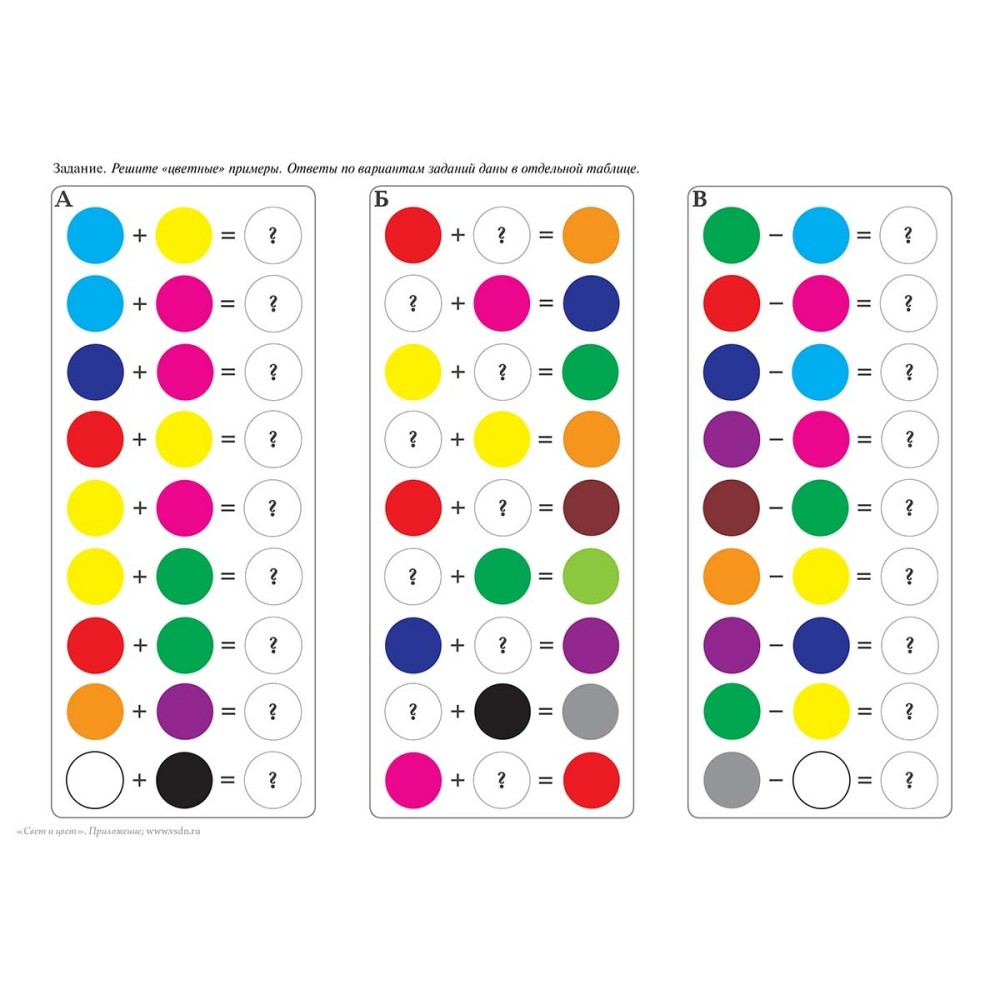 Задание. Решите «цветные» примеры. Ответы по вариантам заданий даны в отдельной таблице.
А
+ = ?
+ = ?
+ = ?
+ = ?
+ = ?
+ = ?
+ = ?
+ = ?
+ = ?
Б
+ ? =
? + =
+ ? =
? + =
+ ? =
? + =
+ ? =
? + =
+ ? =
В
− = ?
− = ?
− = ?
− = ?
− = ?
− = ?
− = ?
− = ?
− = ?
«Свет и цвет». Приложение; www.vsdn.ru